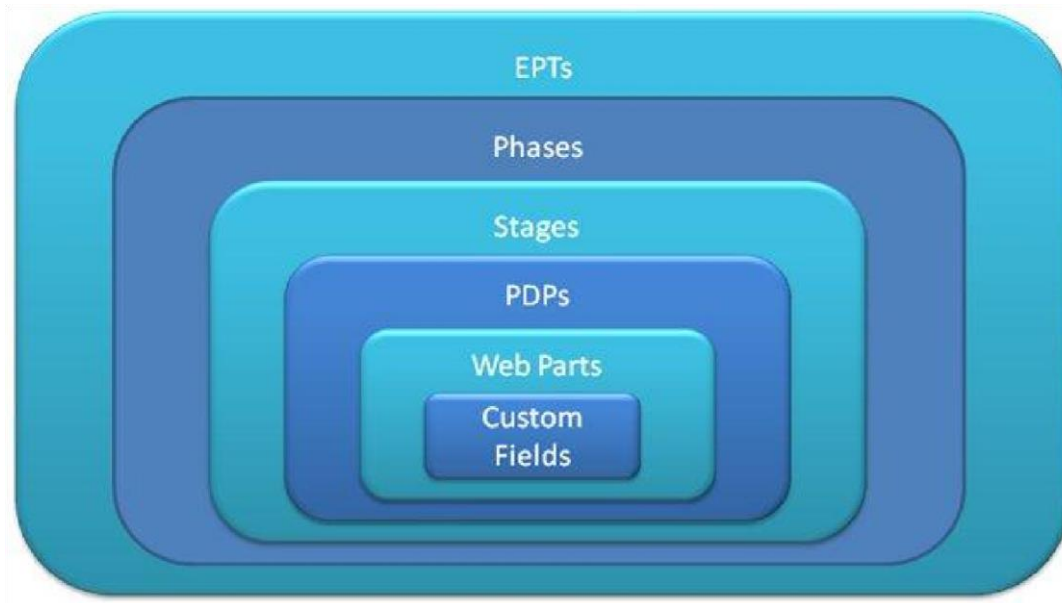 EPTs
Phases
Stages
PDPs
Web Parts
Custom
Fields